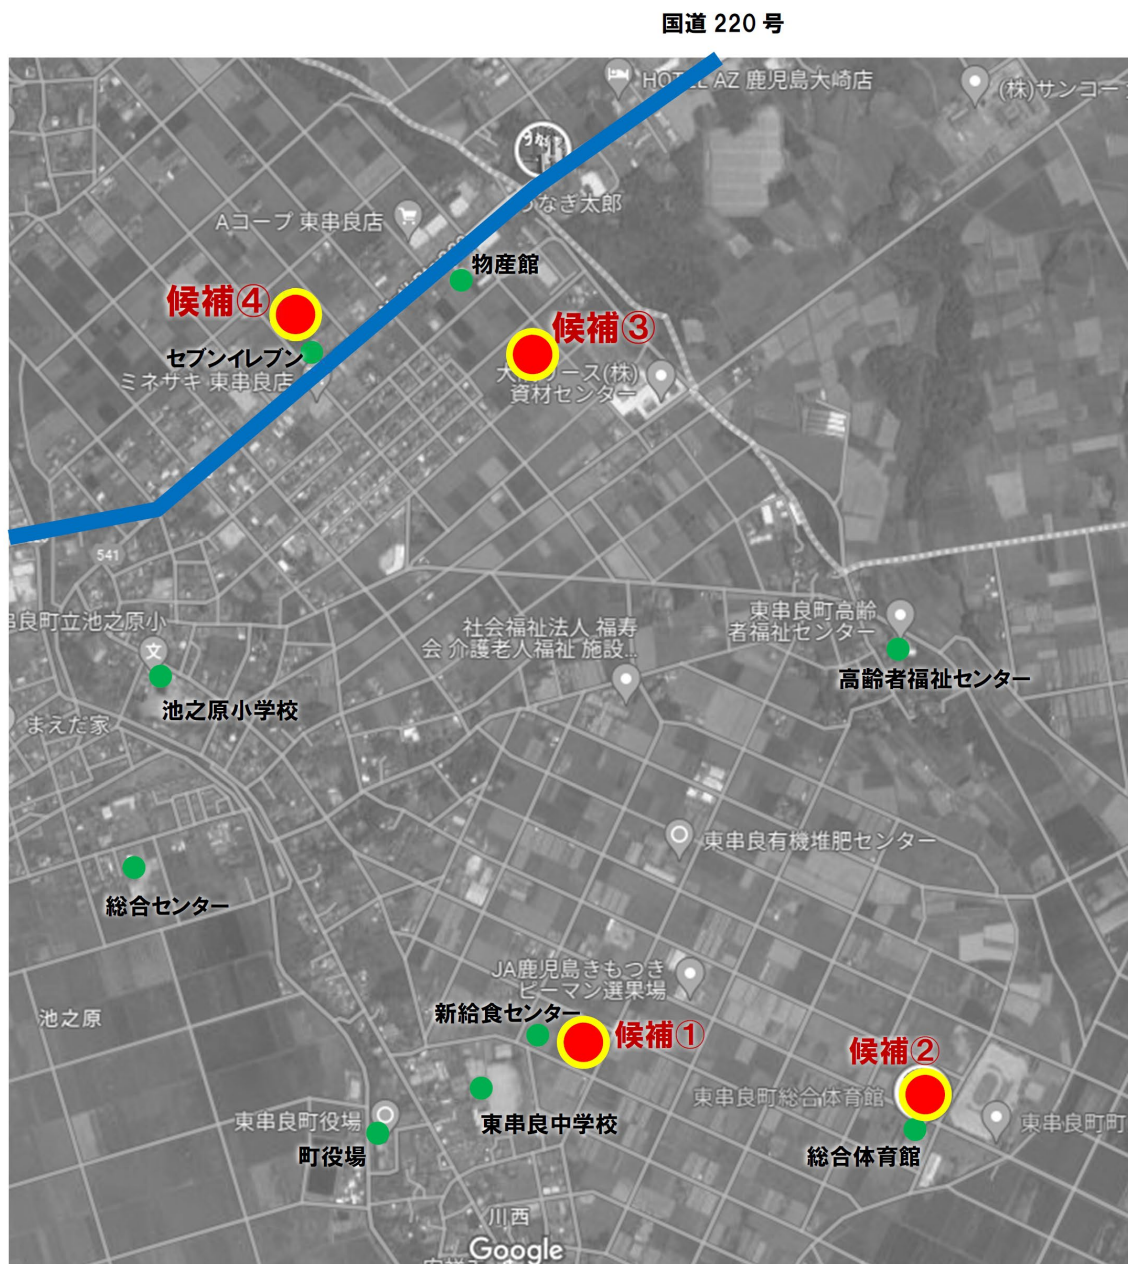 国道 220 号
HOTEL AZ 鹿児島大崎店
(株)サンコー
うなぎ太郎
Aコープ 東串良店
物産館
候補④
候補③
セブンイレブン
ミネサキ 東串良店
ース(株)
資材センター
541
串良町立池之原小
文
社会福祉法人 福寿
会 介護老人福祉 施設...
東串良町高齢
者福祉センター
高齢者福祉センター
池之原小学校
まえだ家
東串良有機堆肥センター
総合センター
JA鹿児島きもつき
ピーマン選果場
池之原
新給食センター
候補①
候補②
東串良町総合体育館
東串良町役場
東串良中学校
東串良町町
町役場
総合体育館
川西
Google